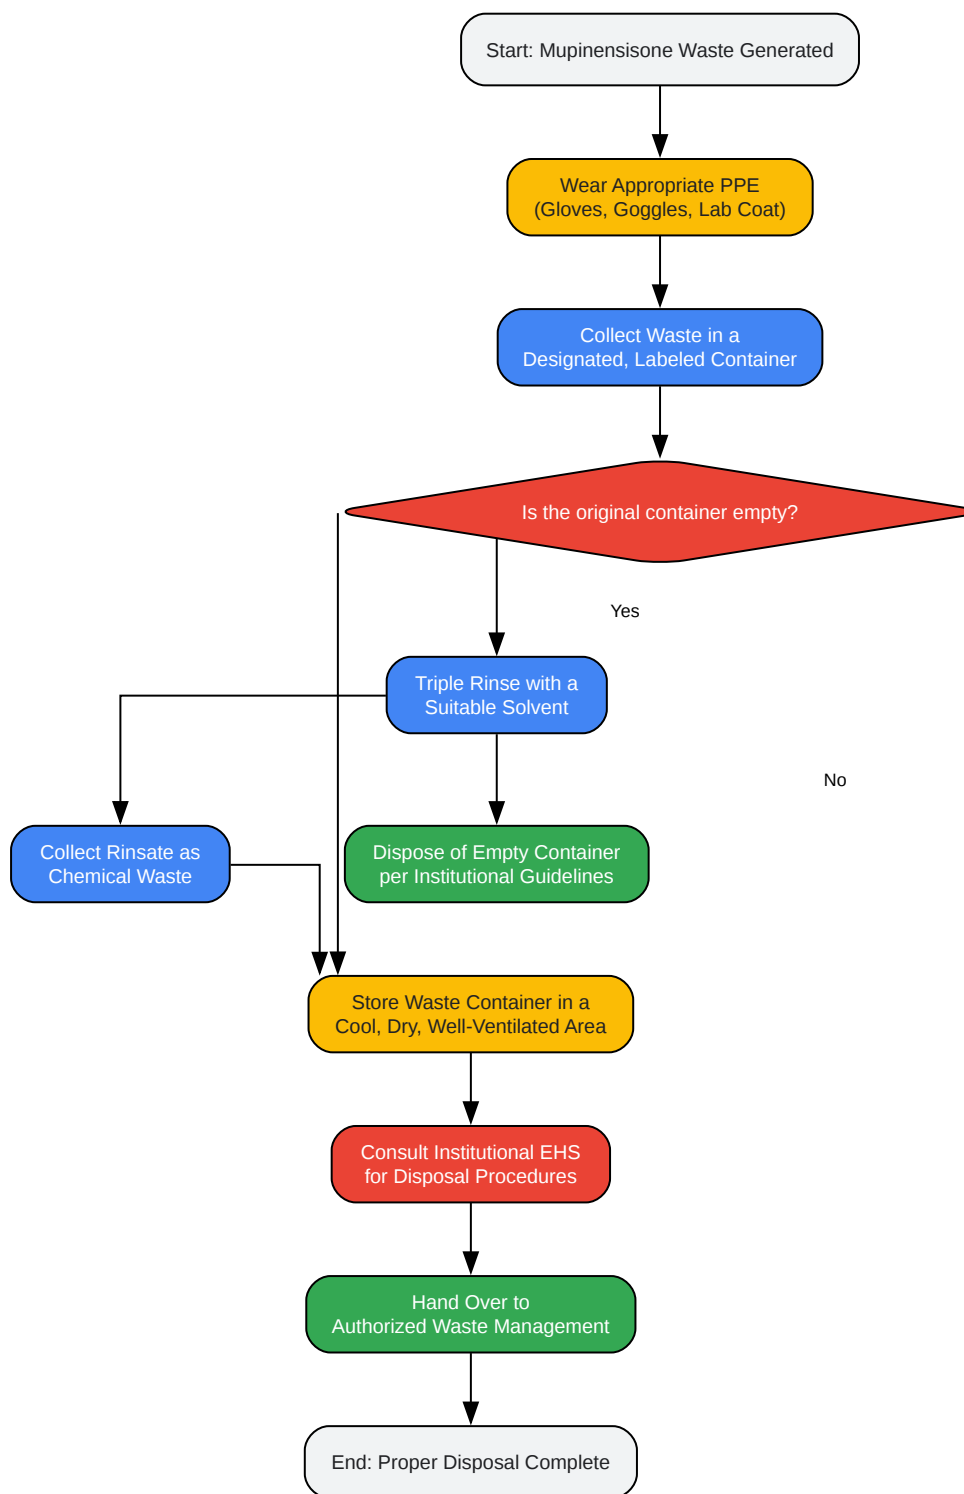 Start: Mupinensisone Waste Generated
Wear Appropriate PPE
(Gloves, Goggles, Lab Coat)
Collect Waste in a
Designated, Labeled Container
Is the original container empty?
Yes
Triple Rinse with a
Suitable Solvent
No
Collect Rinsate as
Chemical Waste
Dispose of Empty Container
per Institutional Guidelines
Store Waste Container in a
Cool, Dry, Well-Ventilated Area
Consult Institutional EHS
for Disposal Procedures
Hand Over to
Authorized Waste Management
End: Proper Disposal Complete